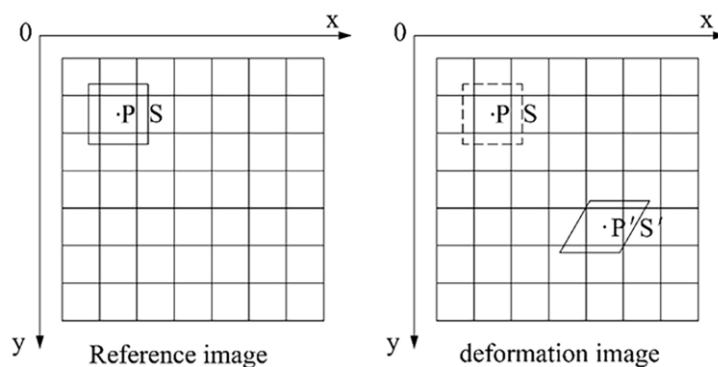 0 x
·P S
y
Reference image
0 x
·P S
·P′ S′
y
deformation image